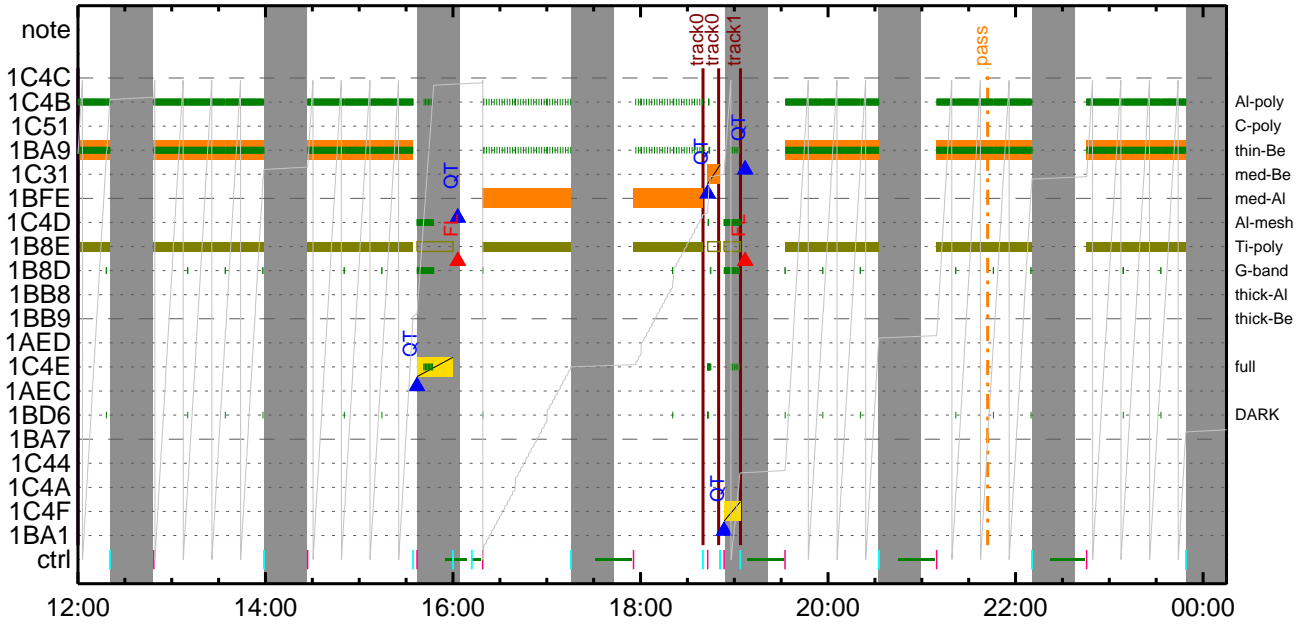 note
track0
track0
track1
pass
1C4C
1C4B
Al-poly
1C51
C-poly
1BA9
thin-Be
QT
QT
QT
1C31
med-Be
1BFE
med-Al
1C4D
Al-mesh
FL
FL
1B8E
Ti-poly
1B8D
G-band
1BB8
thick-Al
1BB9
thick-Be
1AED
QT
1C4E
full
1AEC
1BD6
DARK
1BA7
1C44
1C4A
QT
1C4F
1BA1
ctrl
12:00
14:00
16:00
18:00
20:00
22:00
00:00